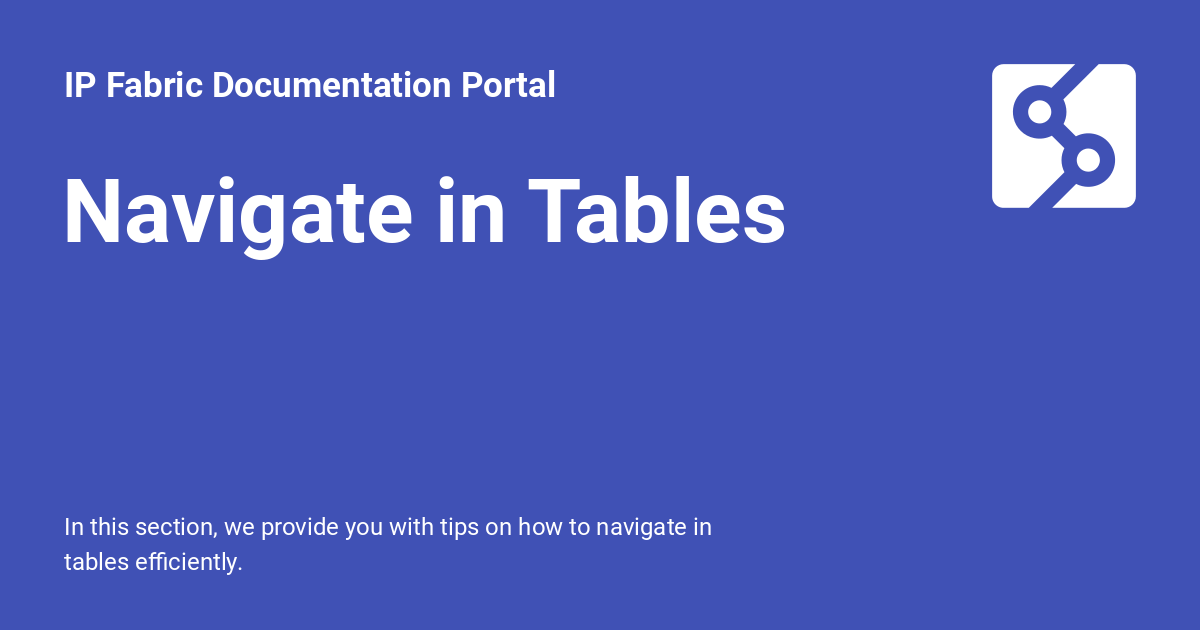 IP Fabric Documentation Portal
Navigate in Tables
In this section, we provide you with tips on how to navigate in
tables efficiently.